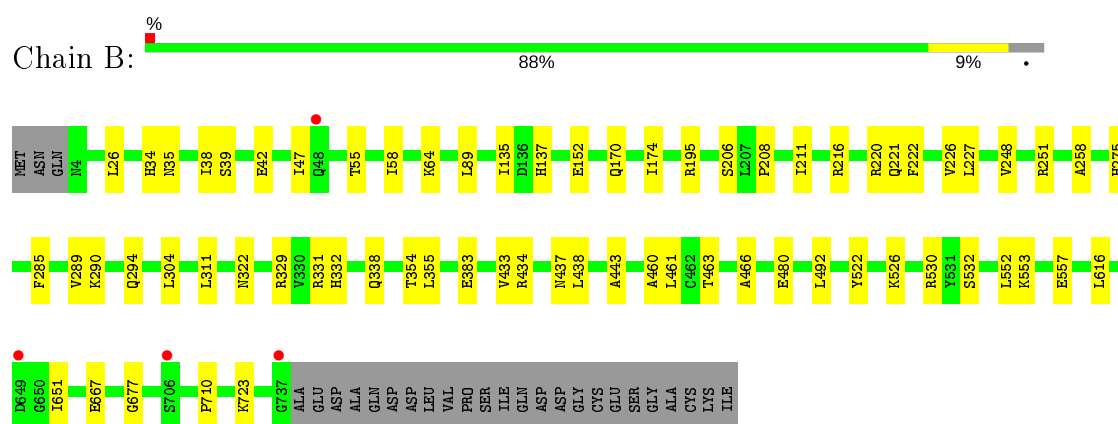 %
Chain B:
88% 9% •
MET ASN GLN N4 L26 H34 N35 I38 S39 E42 I47 Q48 T55 I58 K64 L89 I135 D136 H137 E152 Q170 I174 R195 S206 L207 P208 I211 R216 R220 Q221 F222 V226 L227 V248 R251 A258
F285 V289 K290 Q294 L304 L311 N322 R329 V330 R331 H332 Q338 T354 L355 E383 V433 R434 N437 L438 A443 A460 L461 C462 T463 A466 E480 L492 Y522 K526 R530 Y531 S532 L552 K553 E557 L616
D649 G650 I651 E667 G677 S706 P710 K723 G737 ALA GLU ASP ALA GLN ASP ASP LEU VAL PRO SER ILE GLN ASP ASP GLY CYS GLU SER GLY ALA CYS LYS ILE